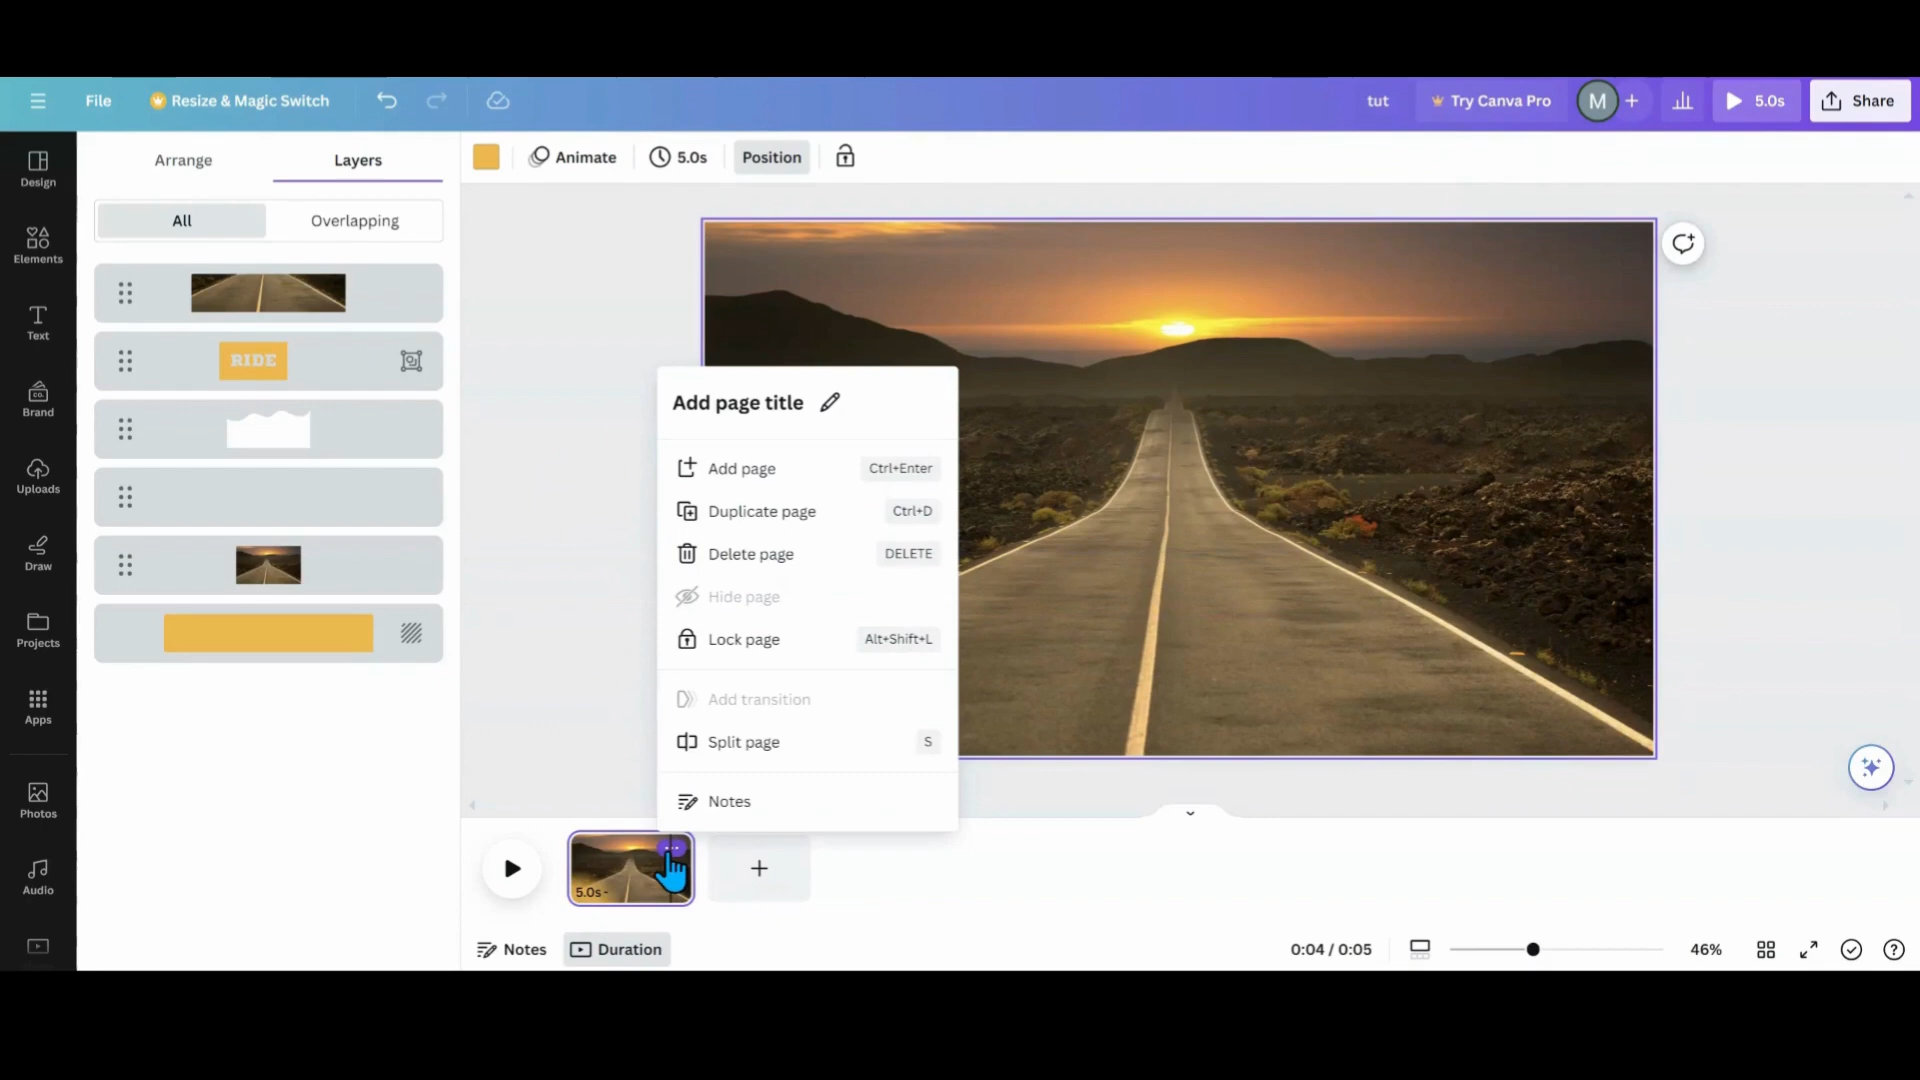 File
Resize & Magic Switch
tut
Try Canva Pro
M
5.0s
Share
Design
Elements
Text
Brand
CO.
Uploads
Draw
Projects
Apps
Photos
Audio
Arrange
Layers
All
Overlapping
RIDE
Animate
5.0s
Position
Add page title
Add page Ctrl+Enter
Duplicate page Ctrl+D
Delete page DELETE
Hide page
Lock page Alt+Shift+L
Add transition
Split page S
Notes
5.0s
Notes
Duration
0:04 / 0:05
46%